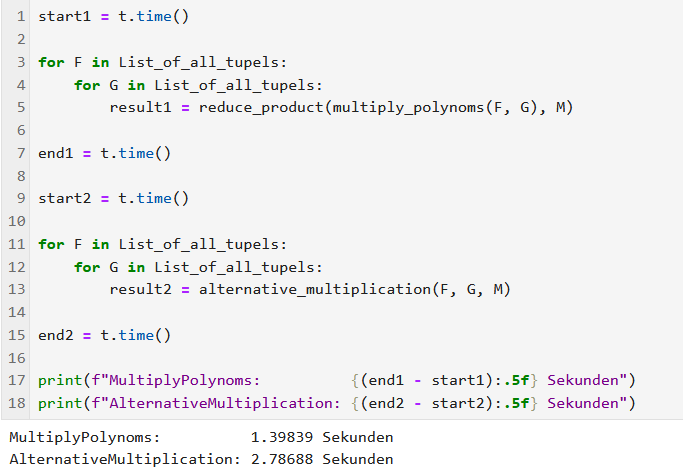 1 start1 = t.time()
2
3 for F in List_of_all_tupels:
4     for G in List_of_all_tupels:
5         result1 = reduce_product(multiply_polynoms(F, G), M)
6
7 end1 = t.time()
8
9 start2 = t.time()
10
11 for F in List_of_all_tupels:
12     for G in List_of_all_tupels:
13         result2 = alternative_multiplication(F, G, M)
14
15 end2 = t.time()
16
17 print(f"MultiplyPolynoms:          {(end1 - start1):.5f} Sekunden")
18 print(f"AlternativeMultiplication: {(end2 - start2):.5f} Sekunden")
MultiplyPolynoms:          1.39839 Sekunden
AlternativeMultiplication: 2.78688 Sekunden